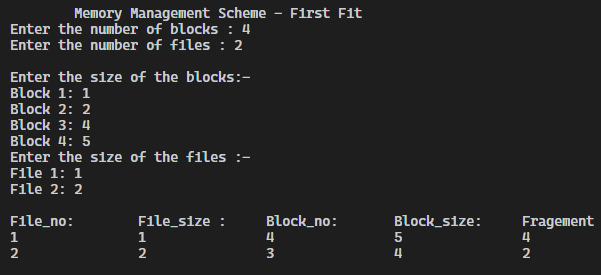 Memory Management Scheme - First Fit
Enter the number of blocks : 4
Enter the number of files : 2

Enter the size of the blocks:-
Block 1: 1
Block 2: 2
Block 3: 4
Block 4: 5
Enter the size of the files :-
File 1: 1
File 2: 2

File_no: File_size : Block_no: Block_size: Fragement
1 1 4 5 4
2 2 3 4 2